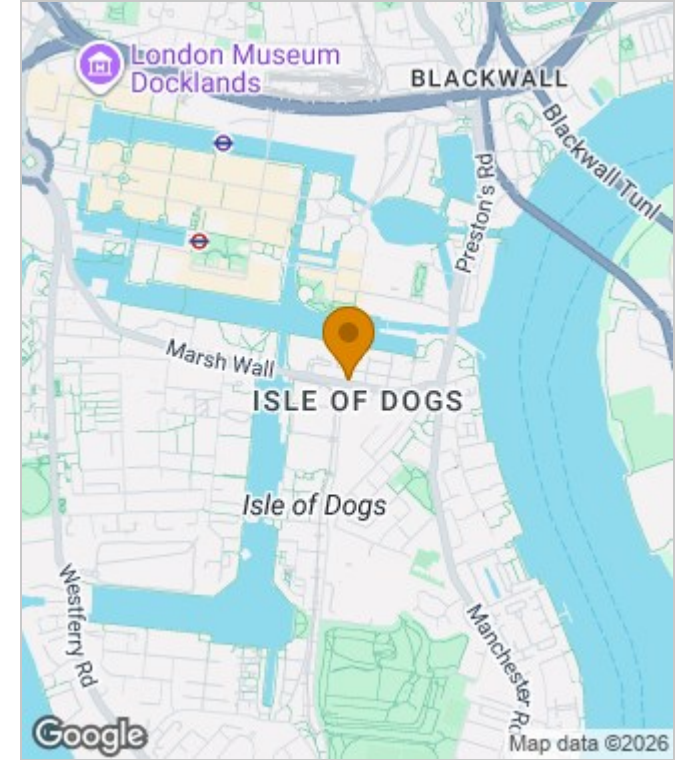 London Museum
Docklands
BLACKWALL
Blackwall Tunl
Preston's Rd
Marsh Wall
ISLE OF DOGS
Isle of Dogs
Westferry Rd
Manchester Rd
Google
Map data ©2026